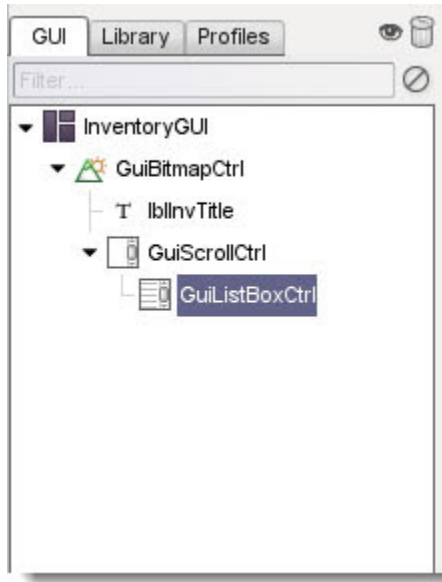 GUI Library Profiles
Filter...
InventoryGUI
GuiBitmapCtrl
T lblInvTitle
GuiScrollCtrl
GuiListBoxCtrl